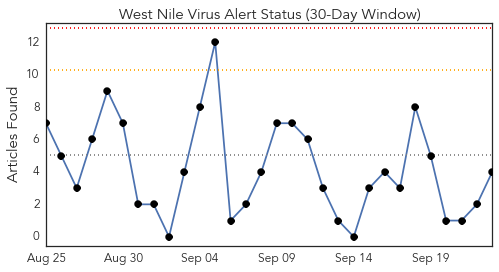 West Nile Virus Alert Status (30-Day Window)
Articles Found
12
10
8
6
4
2
0
Aug 25 Aug 30 Sep 04 Sep 09 Sep 14 Sep 19